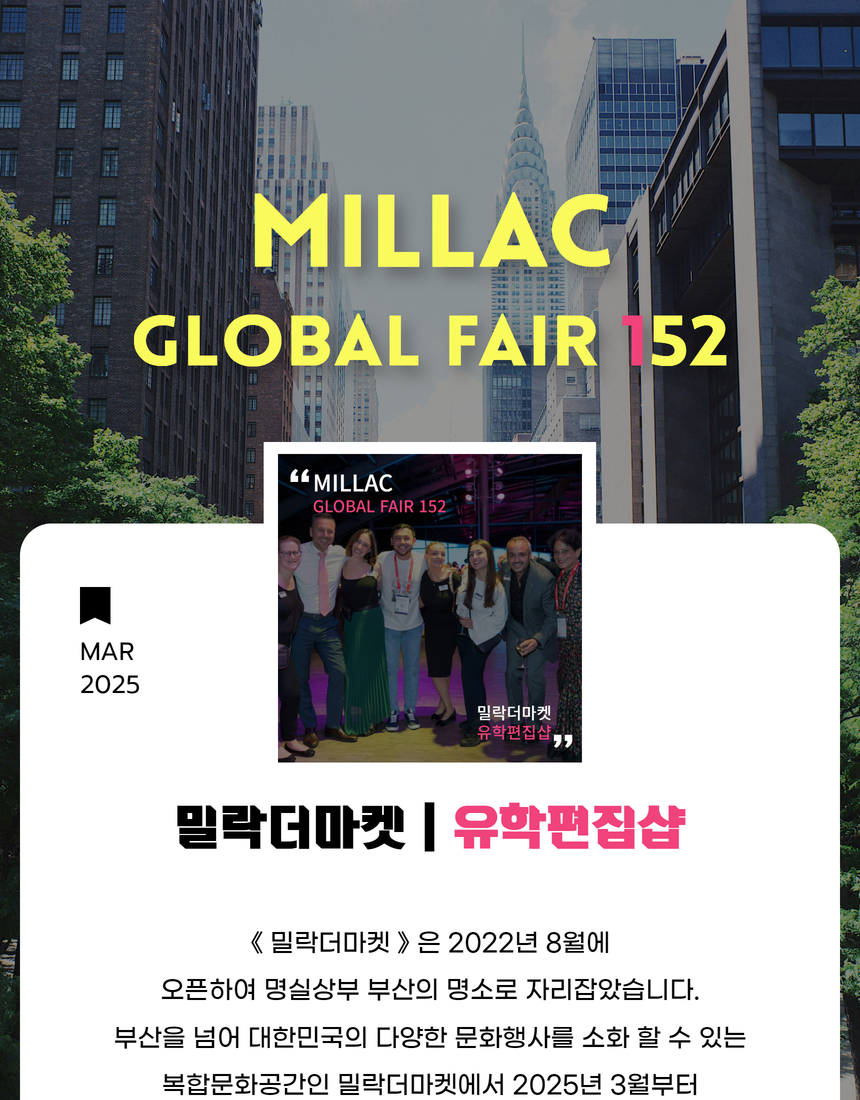 MILLAC
GLOBAL FAIR 152
“MILLAC
GLOBAL FAIR 152
밀락더마켓
유학편집샵”
MAR
2025
밀락더마켓 | 유학편집샵
《 밀락더마켓 》은 2022년 8월에
오픈하여 명실상부 부산의 명소로 자리잡았습니다.
부산을 넘어 대한민국의 다양한 문화행사를 소화 할 수 있는
복합문화공간인 밀락더마켓에서 2025년 3월부터